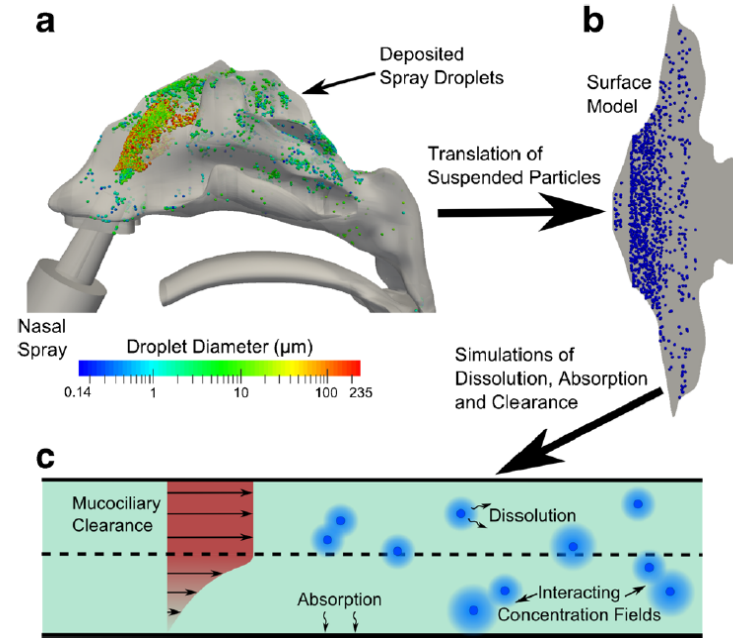 a
b
Deposited
Spray Droplets
Surface
Model
Translation of
Suspended Particles
Nasal
Spray
Droplet Diameter (µm)
0.14 1 10 100 235
Simulations of
Dissolution, Absorption
and Clearance
c
Mucociliary
Clearance
Dissolution
Absorption
Interacting
Concentration Fields